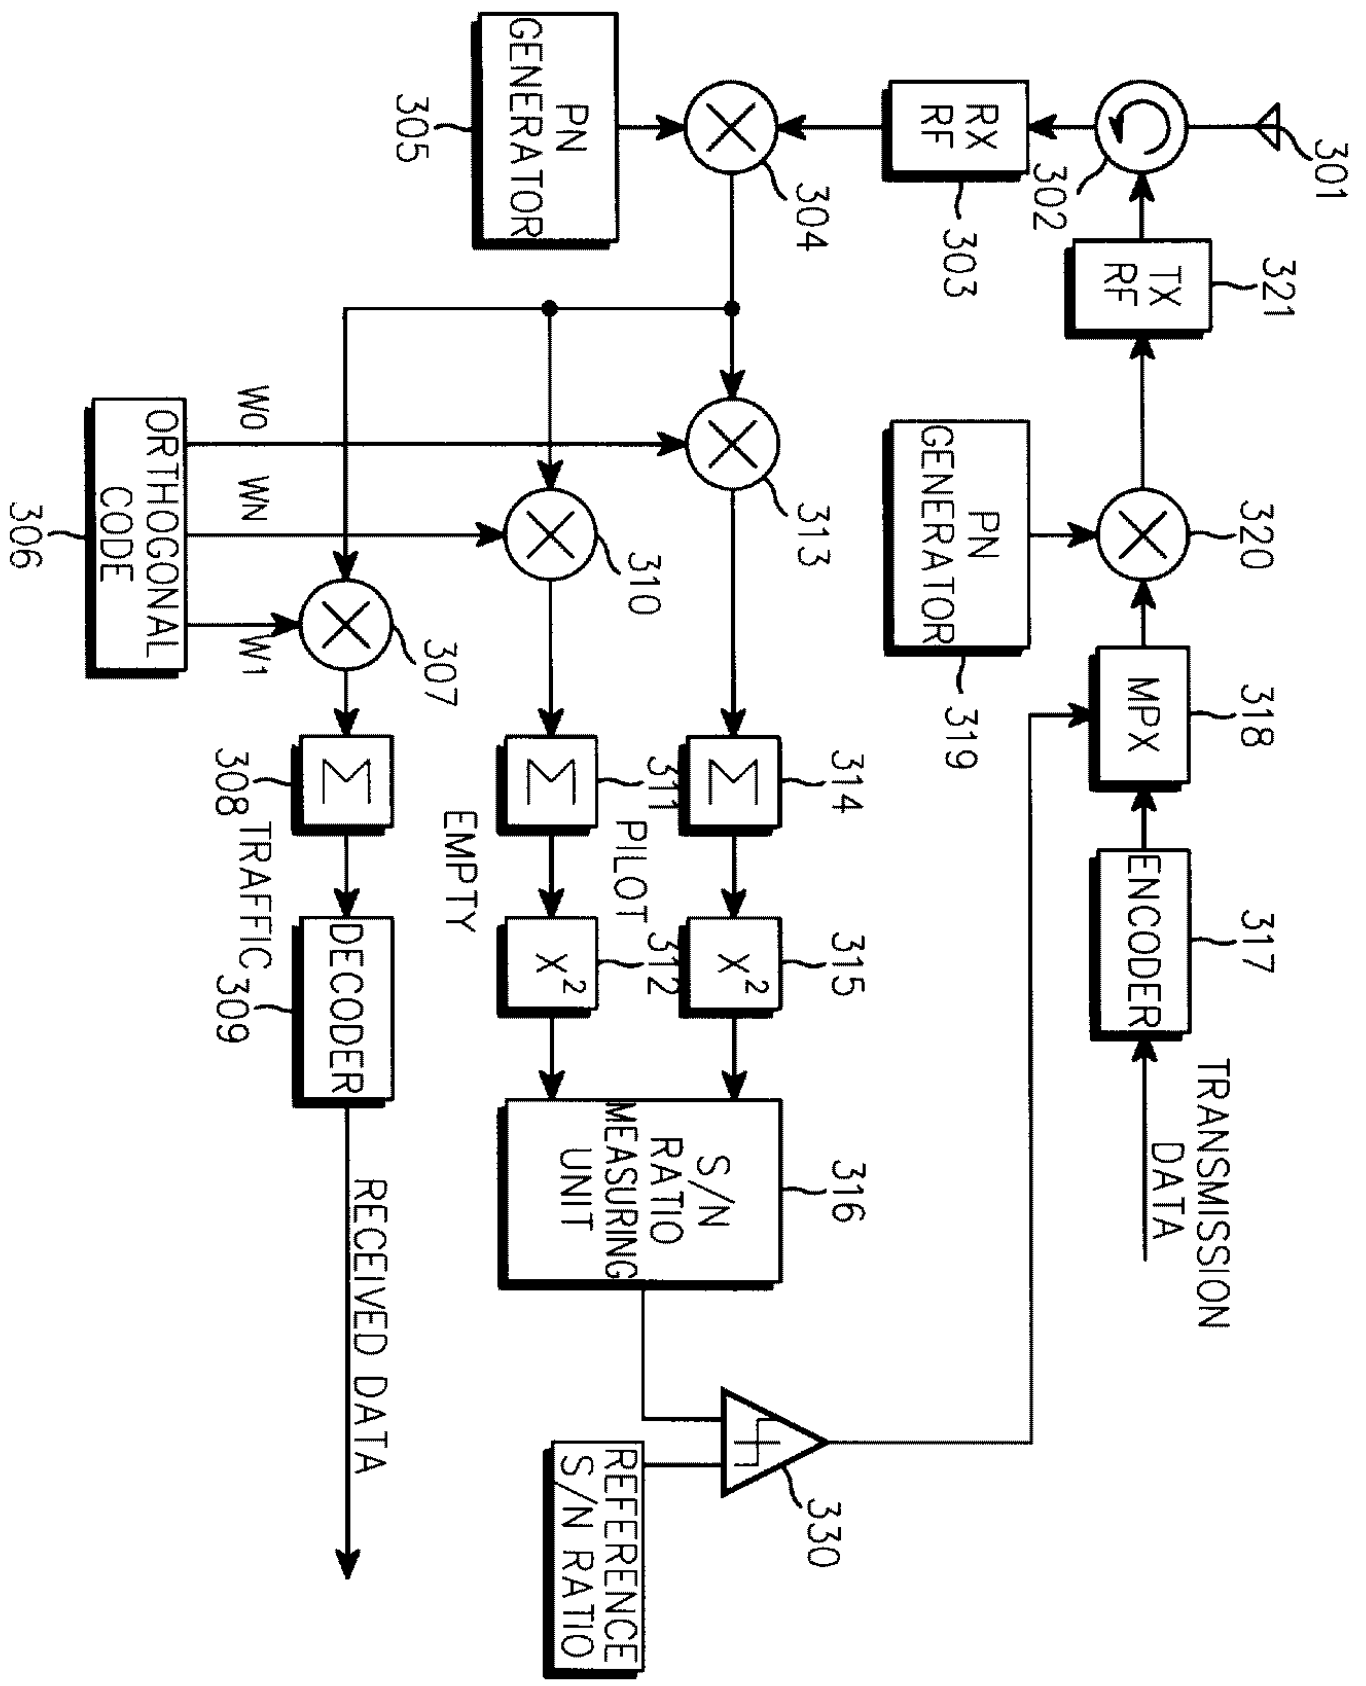 301
302
RX
RF
303
304
PN
GENERATOR
305
TX
RF
321
PN
GENERATOR
319
320
MPX
318
ENCODER
317
TRANSMISSION
DATA
ORTHOGONAL
CODE
306
W0
WN
W1
313
310
307
Σ
314
PILOT
X²
315
Σ
311
EMPTY
X²
312
Σ
308
TRAFFIC
DECODER
309
RECEIVED DATA
S/N
RATIO
MEASURING
UNIT
316
330
REFERENCE
S/N RATIO